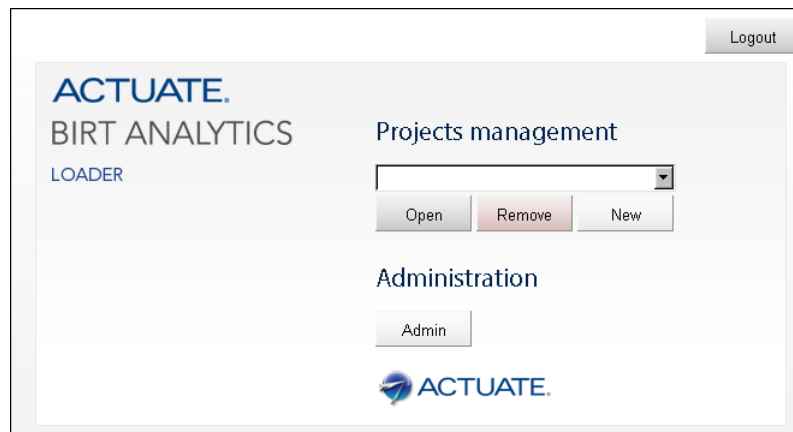 Logout
ACTUATE.
BIRT ANALYTICS
LOADER
Projects management
Open Remove New
Administration
Admin
ACTUATE.